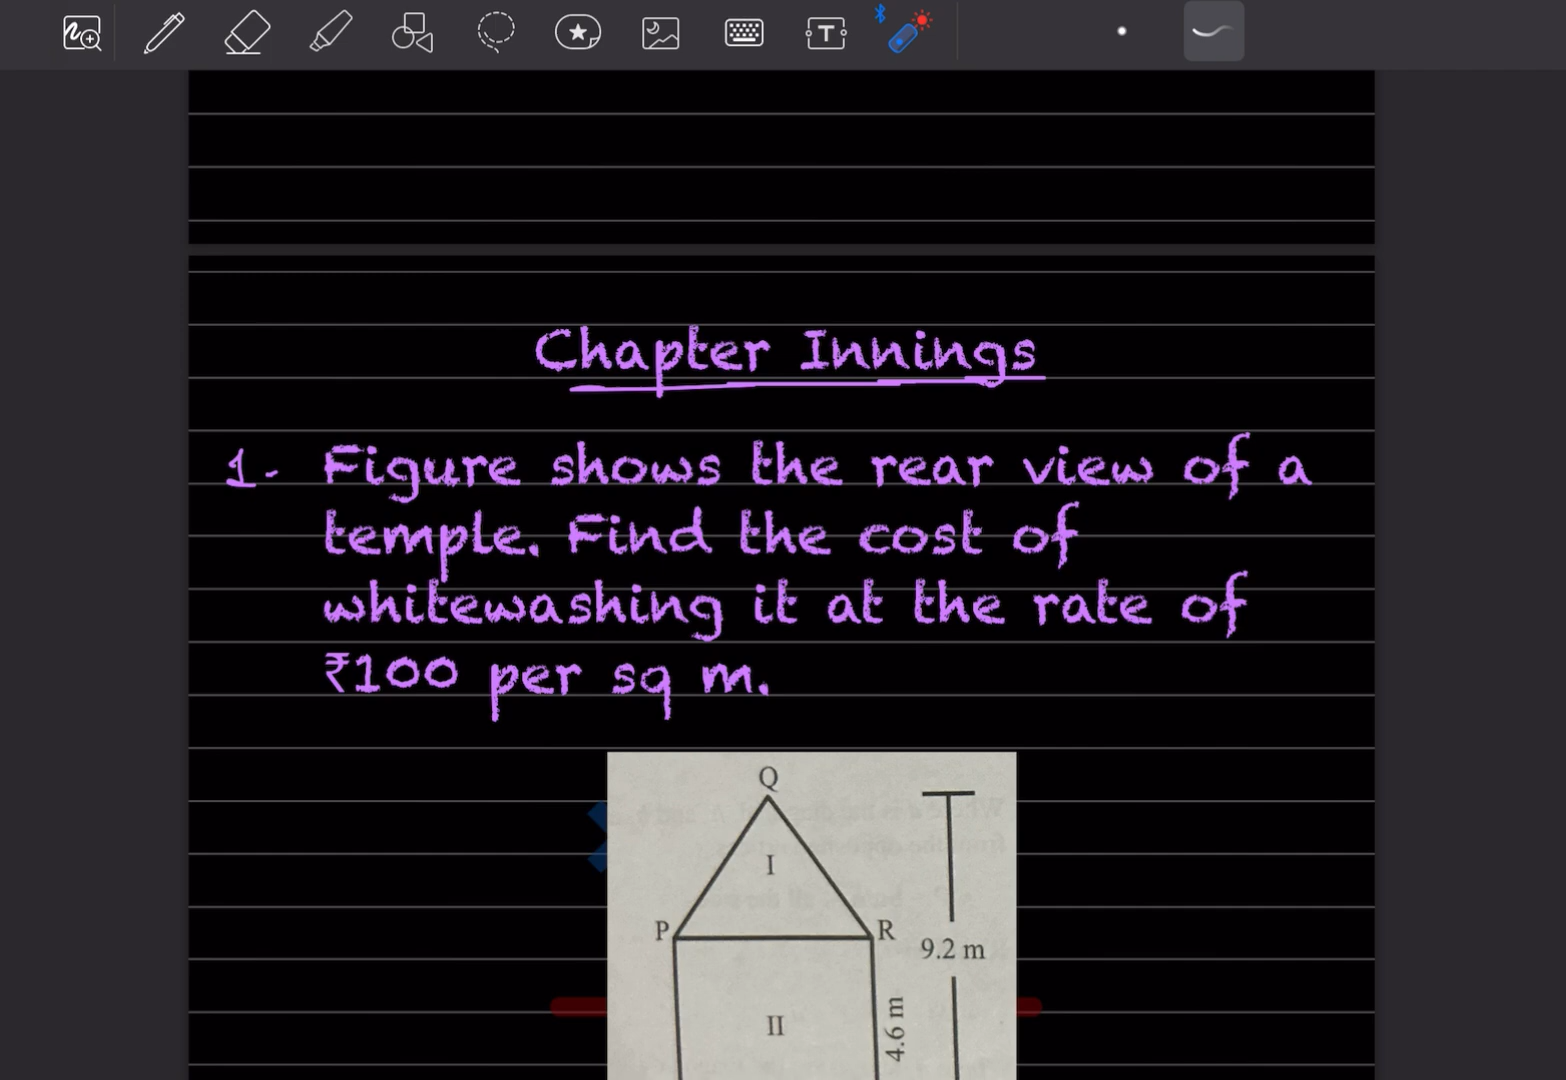 Chapter Innings
1. Figure shows the rear view of a
temple. Find the cost of
whitewashing it at the rate of
₹100 per sq m.
Q
I
P
R
9.2 m
II
4.6 m